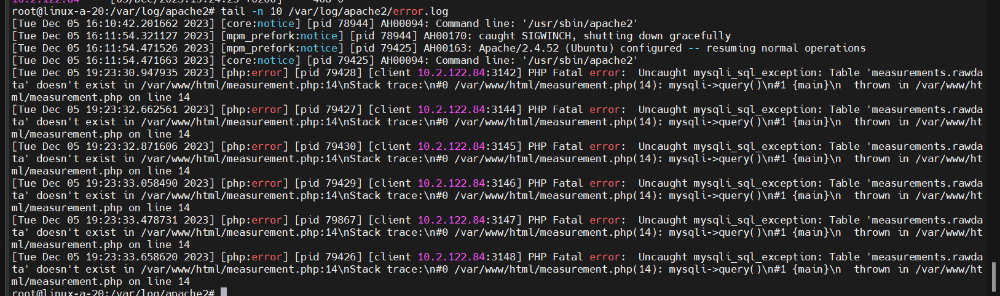 10.2.122.84 [05/Dec/2023:19:24:23 +0200] 408 0
root@linux-a-20:/var/log/apache2# tail -n 10 /var/log/apache2/error.log
[Tue Dec 05 16:10:42.201662 2023] [core:notice] [pid 78944] AH00094: Command line: '/usr/sbin/apache2'
[Tue Dec 05 16:11:54.321127 2023] [mpm_prefork:notice] [pid 78944] AH00170: caught SIGWINCH, shutting down gracefully
[Tue Dec 05 16:11:54.471526 2023] [mpm_prefork:notice] [pid 79425] AH00163: Apache/2.4.52 (Ubuntu) configured -- resuming normal operations
[Tue Dec 05 16:11:54.471663 2023] [core:notice] [pid 79425] AH00094: Command line: '/usr/sbin/apache2'
[Tue Dec 05 19:23:30.947935 2023] [php:error] [pid 79428] [client 10.2.122.84:3142] PHP Fatal error:  Uncaught mysqli_sql_exception: Table 'measurements.rawda
ta' doesn't exist in /var/www/html/measurement.php:14\nStack trace:\n#0 /var/www/html/measurement.php(14): mysqli->query()\n#1 {main}\n  thrown in /var/www/ht
ml/measurement.php on line 14
[Tue Dec 05 19:23:32.662561 2023] [php:error] [pid 79427] [client 10.2.122.84:3144] PHP Fatal error:  Uncaught mysqli_sql_exception: Table 'measurements.rawda
ta' doesn't exist in /var/www/html/measurement.php:14\nStack trace:\n#0 /var/www/html/measurement.php(14): mysqli->query()\n#1 {main}\n  thrown in /var/www/ht
ml/measurement.php on line 14
[Tue Dec 05 19:23:32.871606 2023] [php:error] [pid 79430] [client 10.2.122.84:3145] PHP Fatal error:  Uncaught mysqli_sql_exception: Table 'measurements.rawda
ta' doesn't exist in /var/www/html/measurement.php:14\nStack trace:\n#0 /var/www/html/measurement.php(14): mysqli->query()\n#1 {main}\n  thrown in /var/www/ht
ml/measurement.php on line 14
[Tue Dec 05 19:23:33.058490 2023] [php:error] [pid 79429] [client 10.2.122.84:3146] PHP Fatal error:  Uncaught mysqli_sql_exception: Table 'measurements.rawda
ta' doesn't exist in /var/www/html/measurement.php:14\nStack trace:\n#0 /var/www/html/measurement.php(14): mysqli->query()\n#1 {main}\n  thrown in /var/www/ht
ml/measurement.php on line 14
[Tue Dec 05 19:23:33.478731 2023] [php:error] [pid 79867] [client 10.2.122.84:3147] PHP Fatal error:  Uncaught mysqli_sql_exception: Table 'measurements.rawda
ta' doesn't exist in /var/www/html/measurement.php:14\nStack trace:\n#0 /var/www/html/measurement.php(14): mysqli->query()\n#1 {main}\n  thrown in /var/www/ht
ml/measurement.php on line 14
[Tue Dec 05 19:23:33.658620 2023] [php:error] [pid 79426] [client 10.2.122.84:3148] PHP Fatal error:  Uncaught mysqli_sql_exception: Table 'measurements.rawda
ta' doesn't exist in /var/www/html/measurement.php:14\nStack trace:\n#0 /var/www/html/measurement.php(14): mysqli->query()\n#1 {main}\n  thrown in /var/www/ht
ml/measurement.php on line 14
root@linux-a-20:/var/log/apache2#